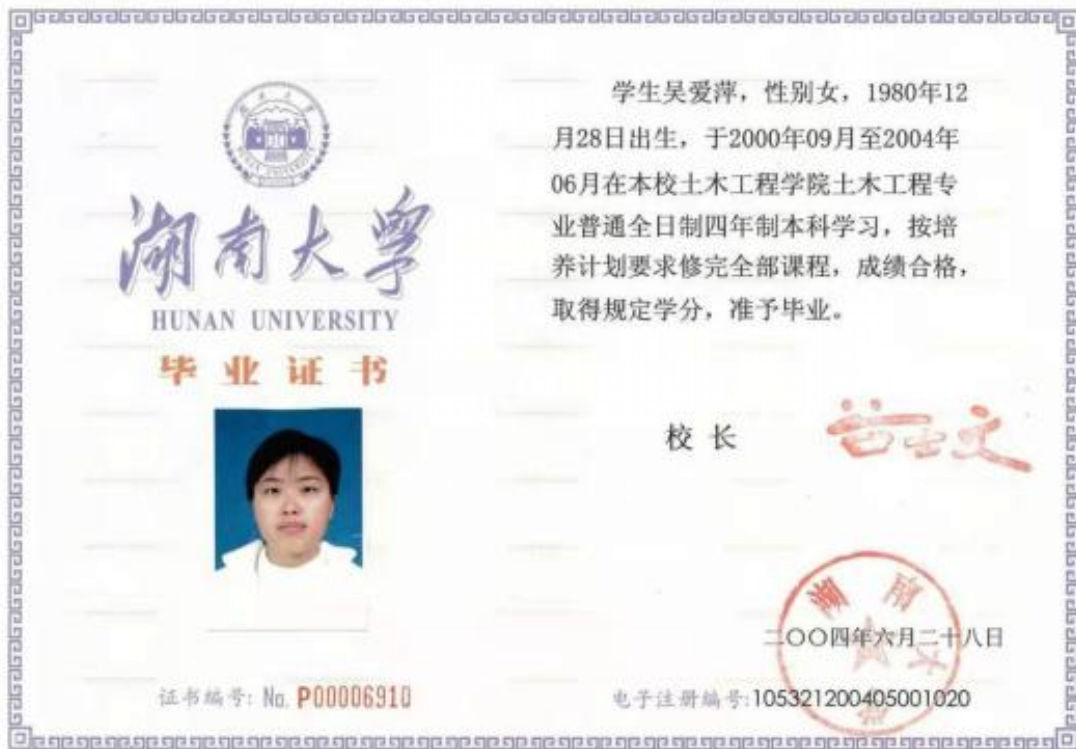 湖南大學
HUNAN UNIVERSITY
毕业证书
证书编号: No. P00006910
学生吴爱萍，性别女，1980年12
月28日出生，于2000年09月至2004年
06月在本校土木工程学院土木工程专
业普通全日制四年制本科学习，按培
养计划要求修完全部课程，成绩合格，
取得规定学分，准予毕业。
校长
二〇〇四年六月二十八日
电子注册编号:105321200405001020